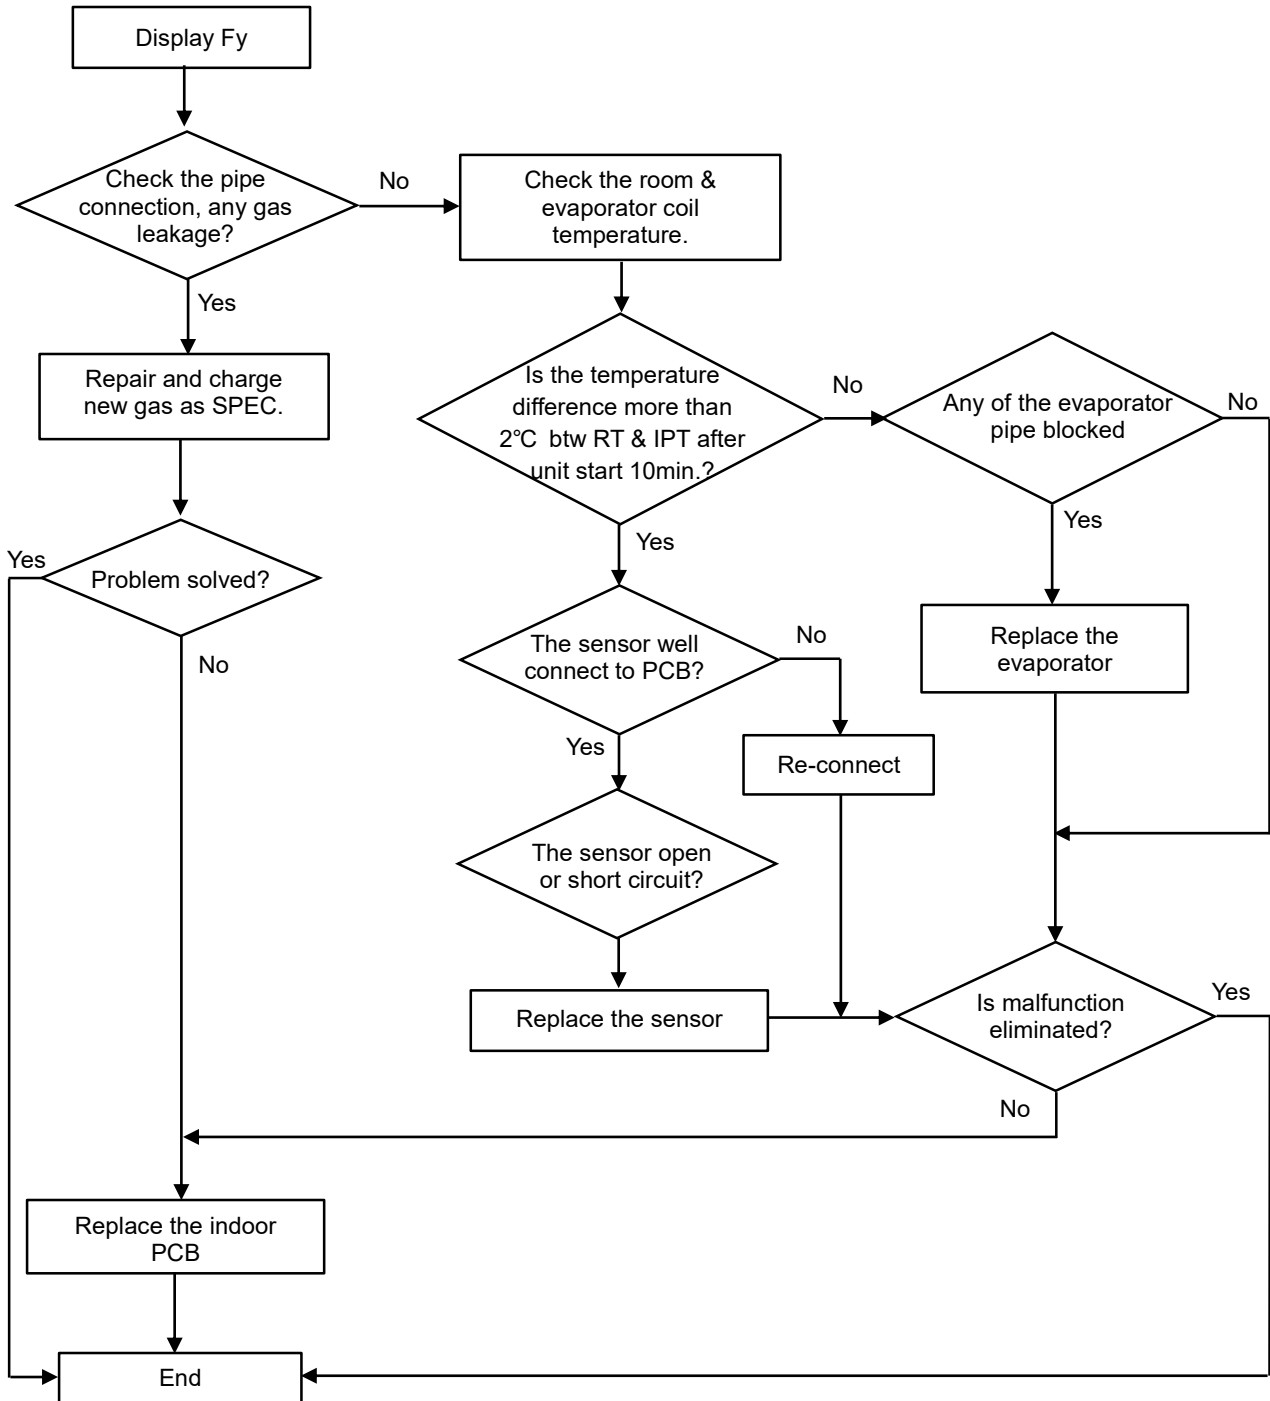 Display Fy
Check the pipe
connection, any gas
leakage?
No
Check the room &
evaporator coil
temperature.
Yes
Repair and charge
new gas as SPEC.
Is the temperature
difference more than
2℃ btw RT & IPT after
unit start 10min.?
No
Any of the evaporator
pipe blocked
No
Yes
Yes
Yes
Problem solved?
No
The sensor well
connect to PCB?
No
Replace the
evaporator
Yes
Re-connect
The sensor open
or short circuit?
Replace the sensor
Is malfunction
eliminated?
Yes
No
Replace the indoor
PCB
End